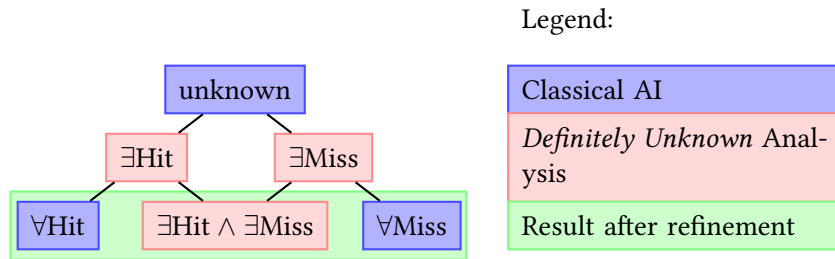 Legend:
unknown
Classical AI
∃Hit
∃Miss
Definitely Unknown Anal-
ysis
∀Hit
∃Hit ∧ ∃Miss
∀Miss
Result after refinement